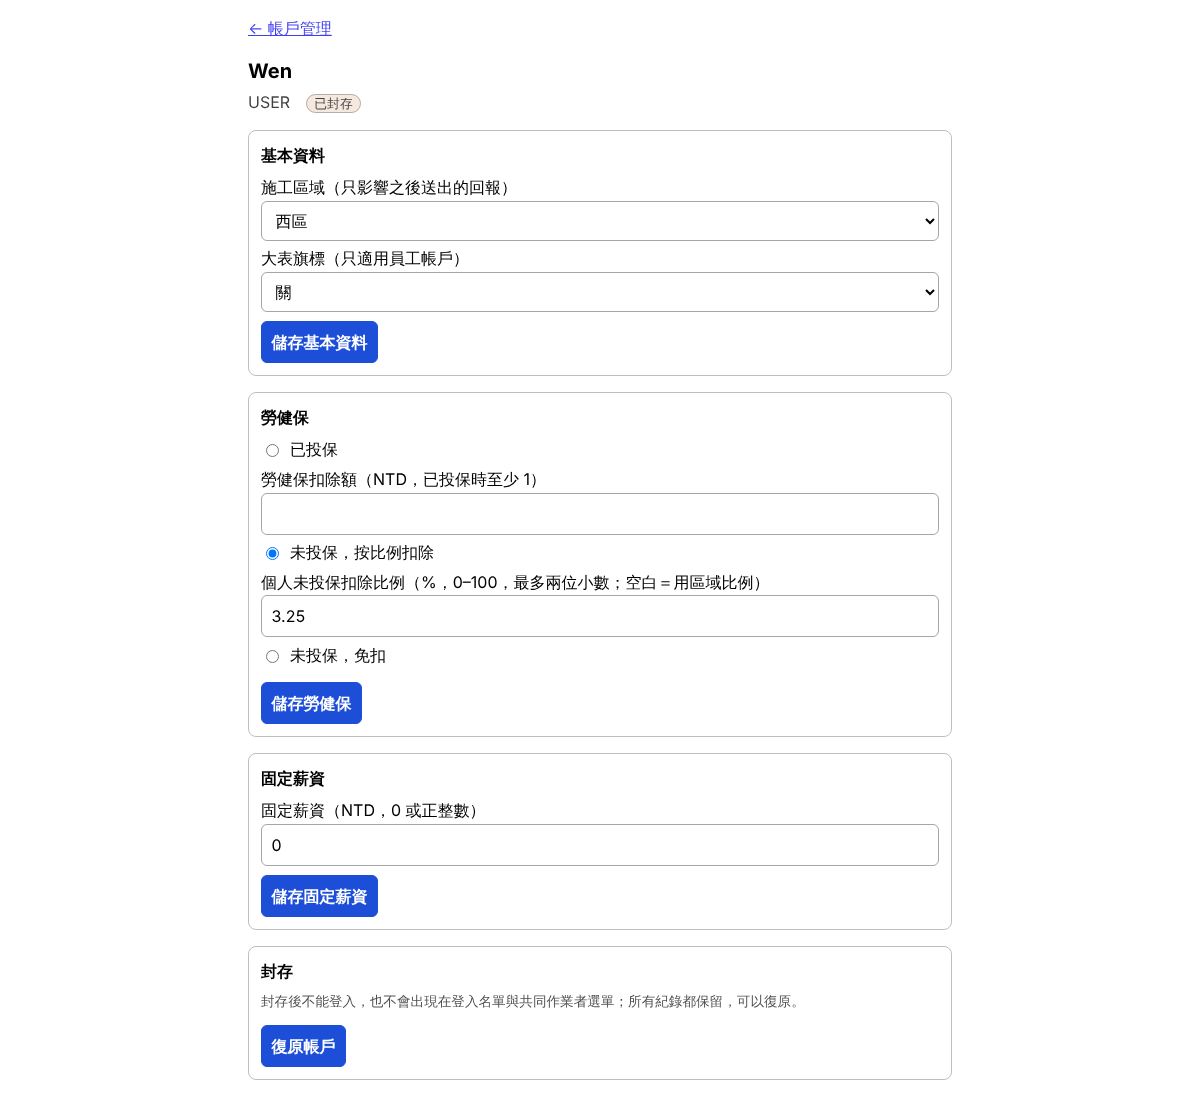 ← 帳戶管理
Wen
USER 已封存
基本資料
施工區域（只影響之後送出的回報）
西區
大表旗標（只適用員工帳戶）
關
儲存基本資料
勞健保
已投保
勞健保扣除額（NTD，已投保時至少 1）
未投保，按比例扣除
個人未投保扣除比例（%，0–100，最多兩位小數；空白＝用區域比例）
3.25
未投保，免扣
儲存勞健保
固定薪資
固定薪資（NTD，0 或正整數）
0
儲存固定薪資
封存
封存後不能登入，也不會出現在登入名單與共同作業者選單；所有紀錄都保留，可以復原。
復原帳戶